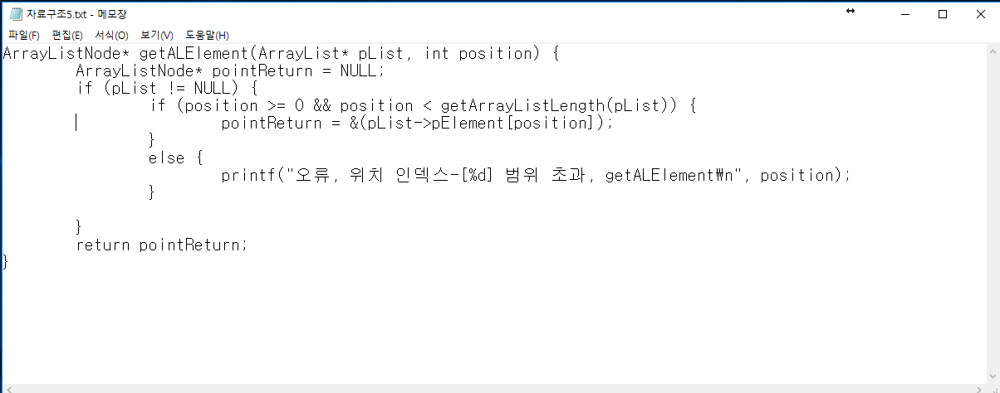 자료구조5.txt - 메모장
파일(F) 편집(E) 서식(O) 보기(V) 도움말(H)
ArrayListNode* getALElement(ArrayList* pList, int position) {
ArrayListNode* pointReturn = NULL;
if (pList != NULL) {
if (position >= 0 && position < getArrayListLength(pList)) {
pointReturn = &(pList->pElement[position]);
}
else {
printf("오류, 위치 인덱스-[%d] 범위 초과, getALElement₩n", position);
}
}
return pointReturn;
}